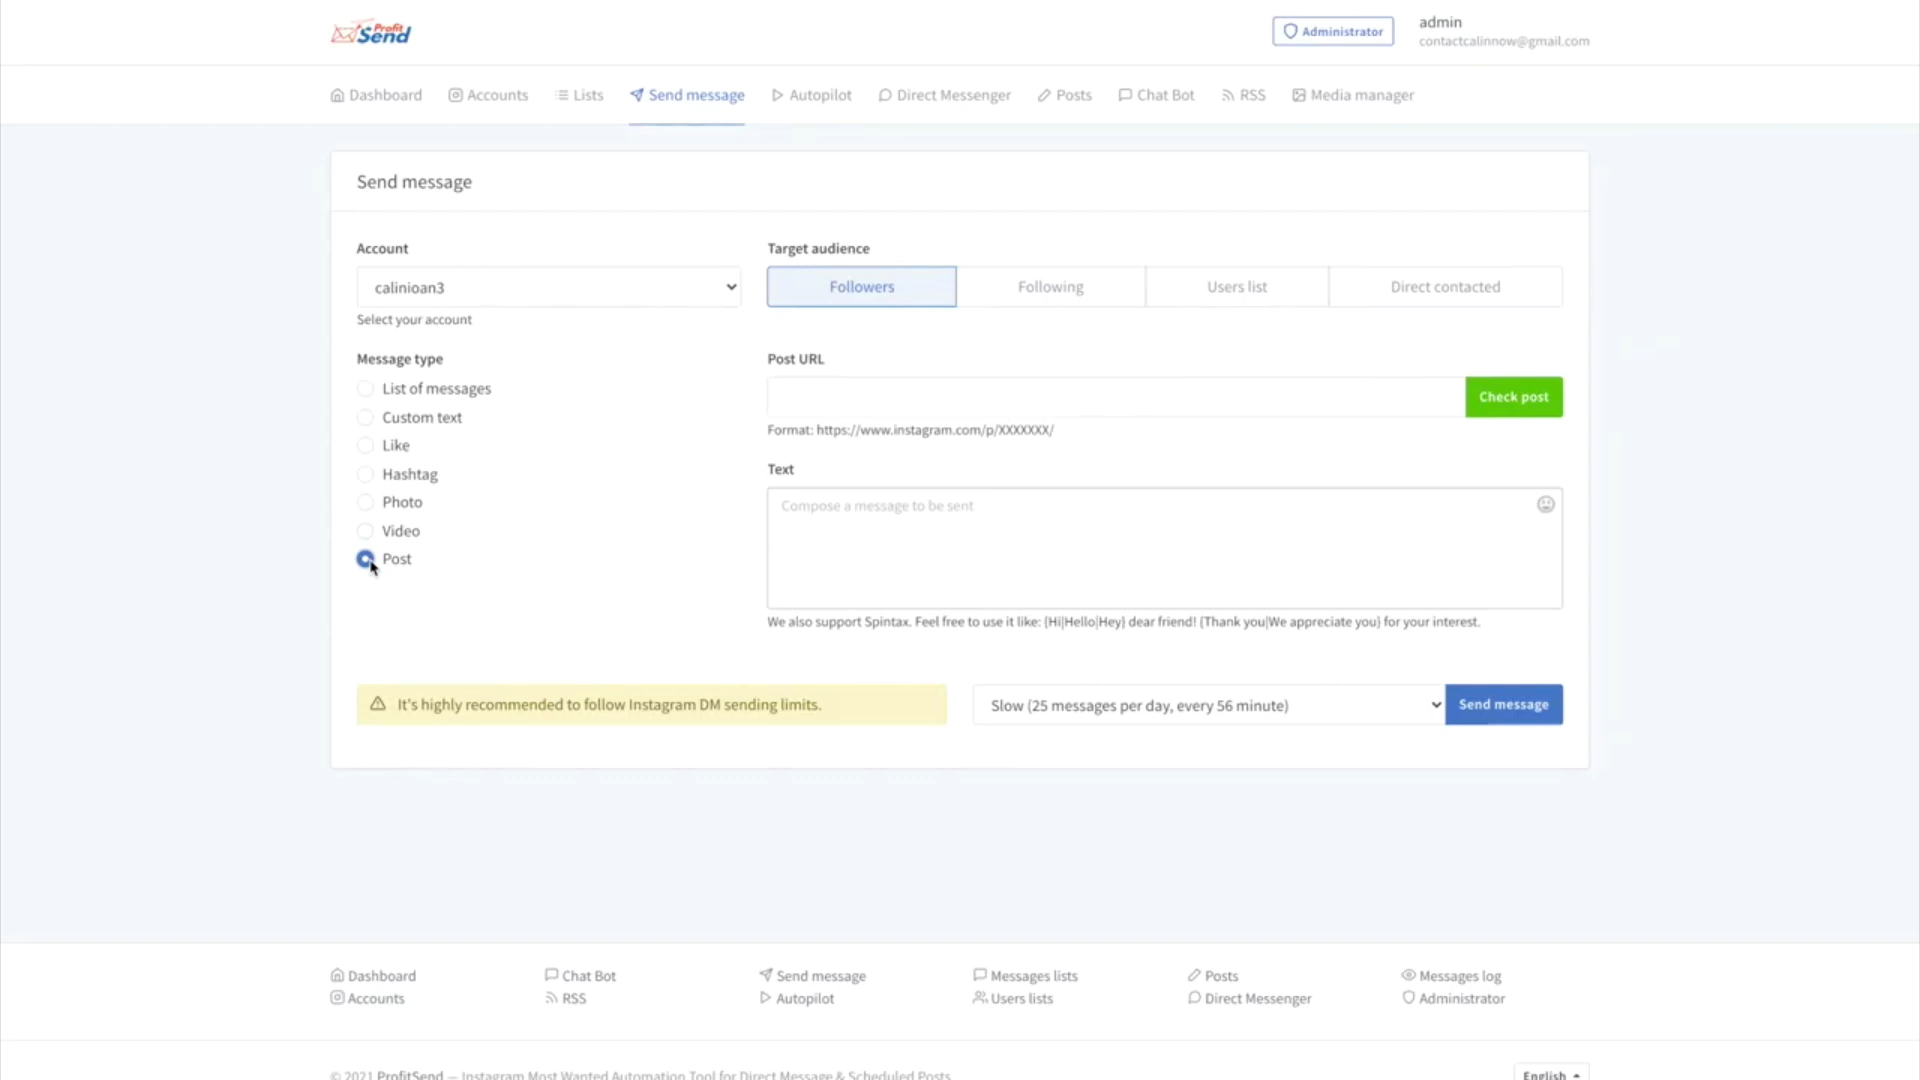 Profit
Send
Administrator
admin
contactcalinnow@gmail.com
Dashboard
Accounts
Lists
Send message
Autopilot
Direct Messenger
Posts
Chat Bot
RSS
Media manager
Send message
Account
calinioan3
Select your account
Target audience
Followers
Following
Users list
Direct contacted
Message type
List of messages
Custom text
Like
Hashtag
Photo
Video
Post
Post URL
Check post
Format: https://www.instagram.com/p/XXXXXXX/
Text
Compose a message to be sent
We also support Spintax. Feel free to use it like: {Hi|Hello|Hey} dear friend! {Thank you|We appreciate you} for your interest.
It's highly recommended to follow Instagram DM sending limits.
Slow (25 messages per day, every 56 minute)
Send message
Dashboard
Accounts
Chat Bot
RSS
Send message
Autopilot
Messages lists
Users lists
Posts
Direct Messenger
Messages log
Administrator
© 2021 ProfitSend — Instagram Most Wanted Automation Tool for Direct Message & Scheduled Posts
English